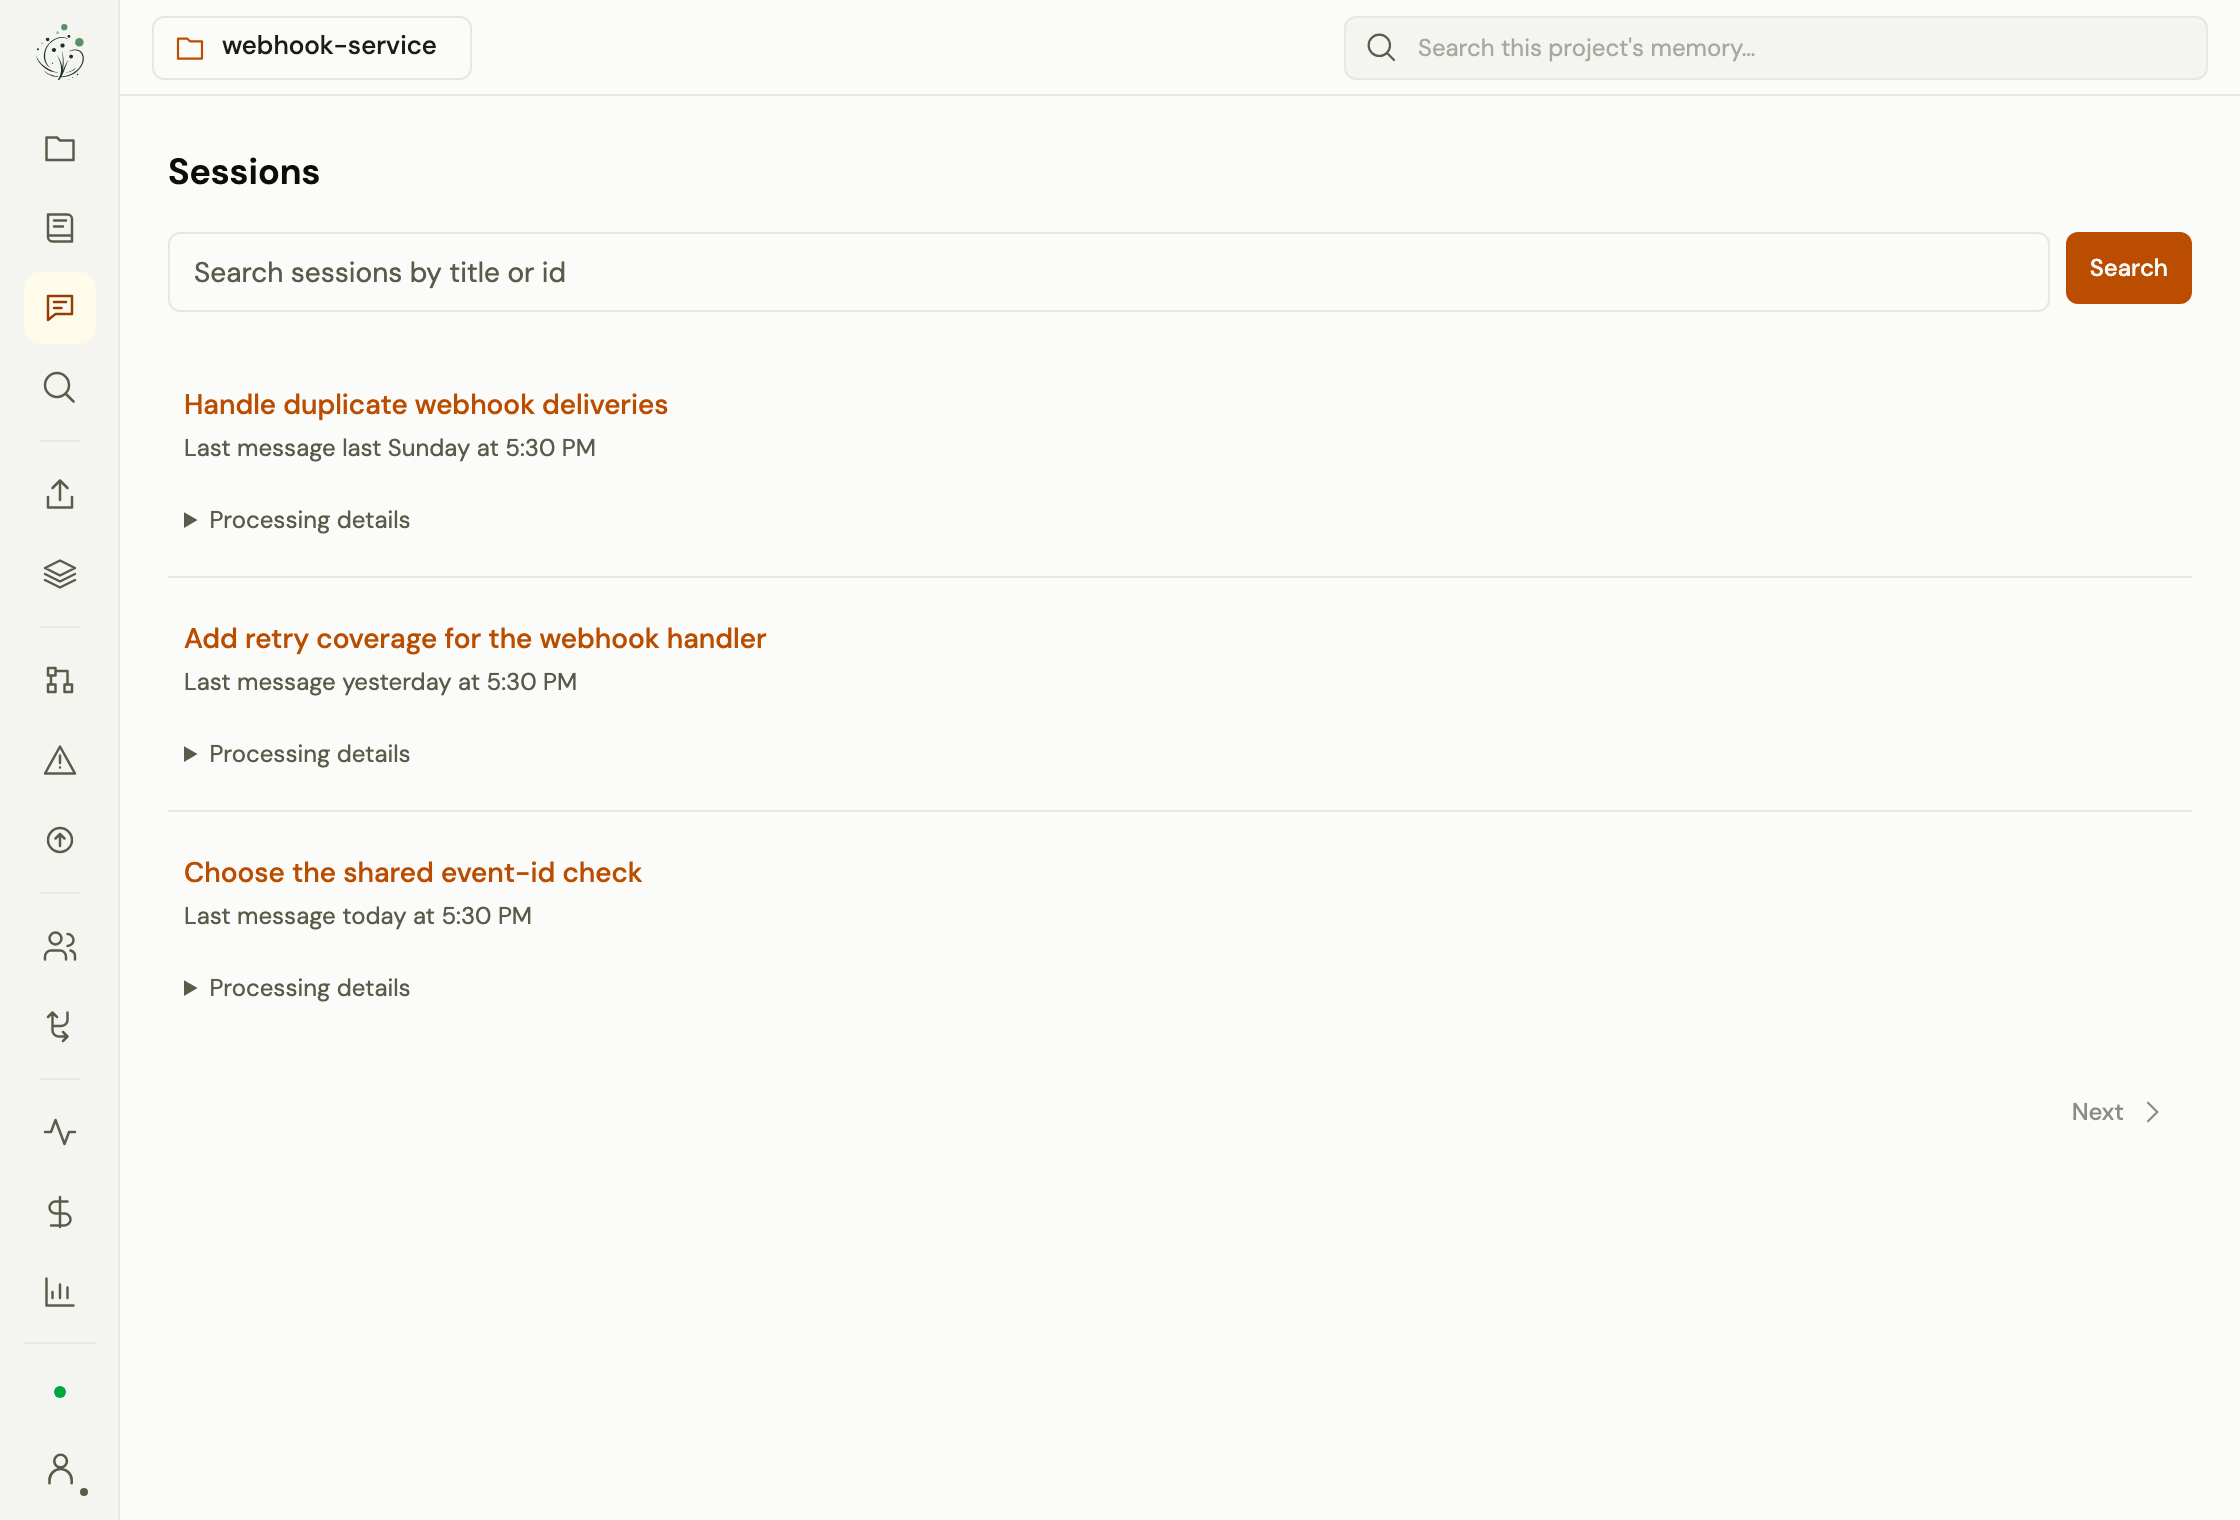 webhook-service
Search this project's memory...
Sessions
Search sessions by title or id
Search
Handle duplicate webhook deliveries
Last message last Sunday at 5:30 PM
Processing details
Add retry coverage for the webhook handler
Last message yesterday at 5:30 PM
Processing details
Choose the shared event-id check
Last message today at 5:30 PM
Processing details
Next